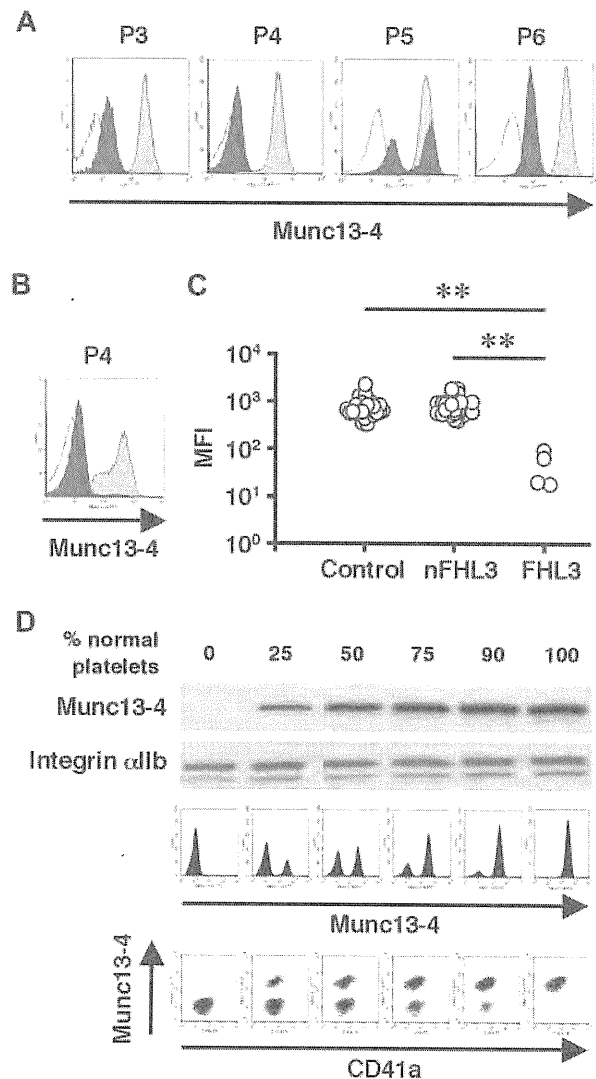 A
P3 P4 P5 P6
Munc13-4
B
P4
Munc13-4
C
** 
**
MFI
10⁴
10³
10²
10¹
10⁰
Control nFHL3 FHL3
D
% normal platelets
0 25 50 75 90 100
Munc13-4
Integrin αIIb
Munc13-4
Munc13-4
CD41a